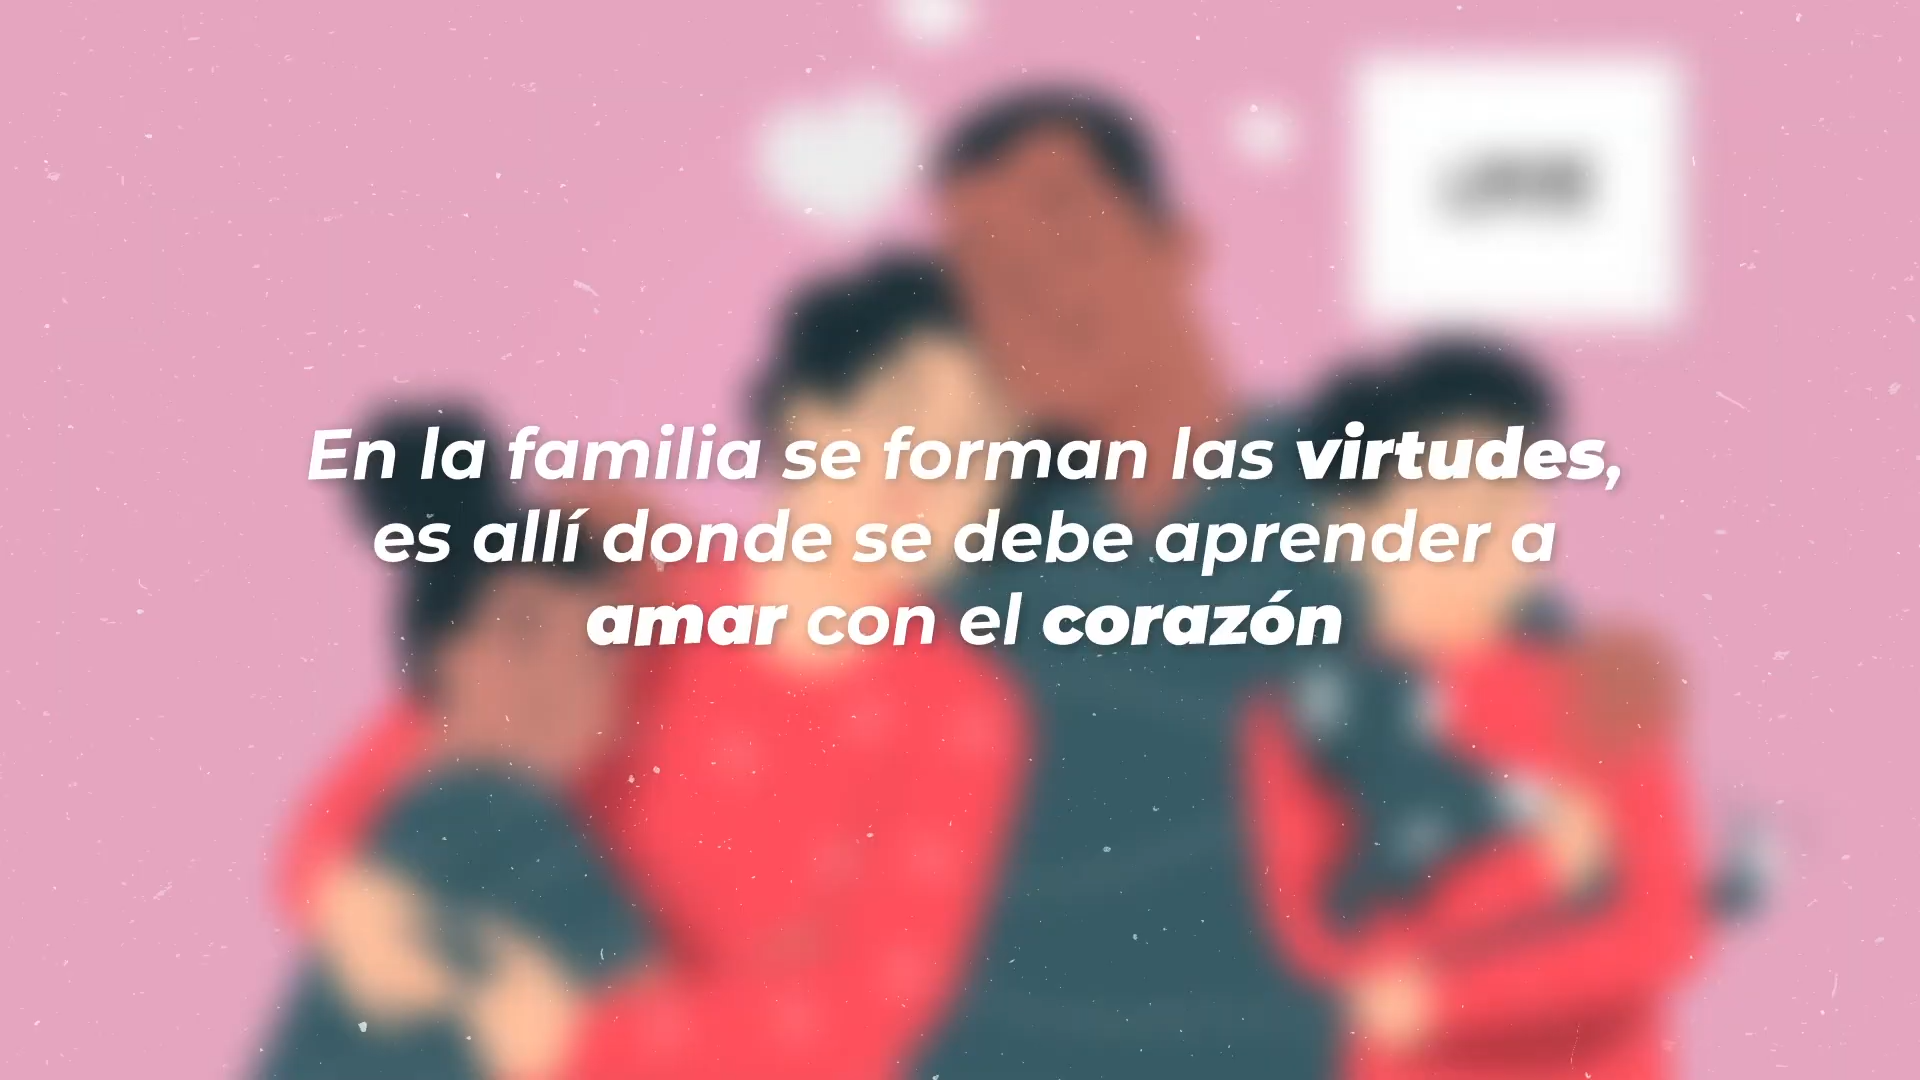 En la familia se forman las virtudes,
es allí donde se debe aprender a
amar con el corazón